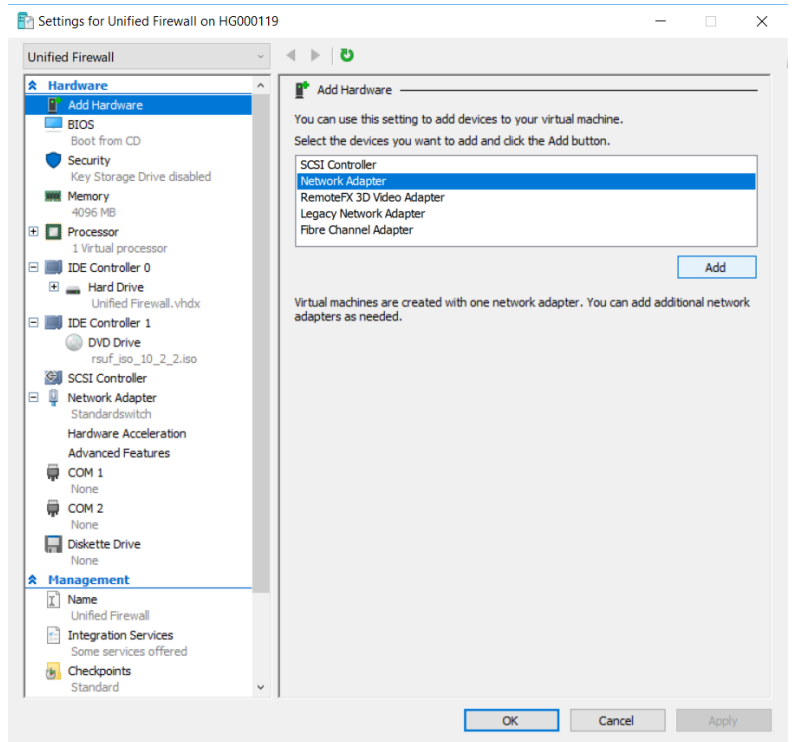 Settings for Unified Firewall on HG000119
Unified Firewall
Hardware
Add Hardware
BIOS
Boot from CD
Security
Key Storage Drive disabled
Memory
4096 MB
Processor
1 Virtual processor
IDE Controller 0
Hard Drive
Unified Firewall.vhdx
IDE Controller 1
DVD Drive
rsuf_iso_10_2_2.iso
SCSI Controller
Network Adapter
Standardswitch
Hardware Acceleration
Advanced Features
COM 1
None
COM 2
None
Diskette Drive
None
Management
Name
Unified Firewall
Integration Services
Some services offered
Checkpoints
Standard
Add Hardware
You can use this setting to add devices to your virtual machine.
Select the devices you want to add and click the Add button.
SCSI Controller
Network Adapter
RemoteFX 3D Video Adapter
Legacy Network Adapter
Fibre Channel Adapter
Add
Virtual machines are created with one network adapter. You can add additional network
adapters as needed.
OK
Cancel
Apply